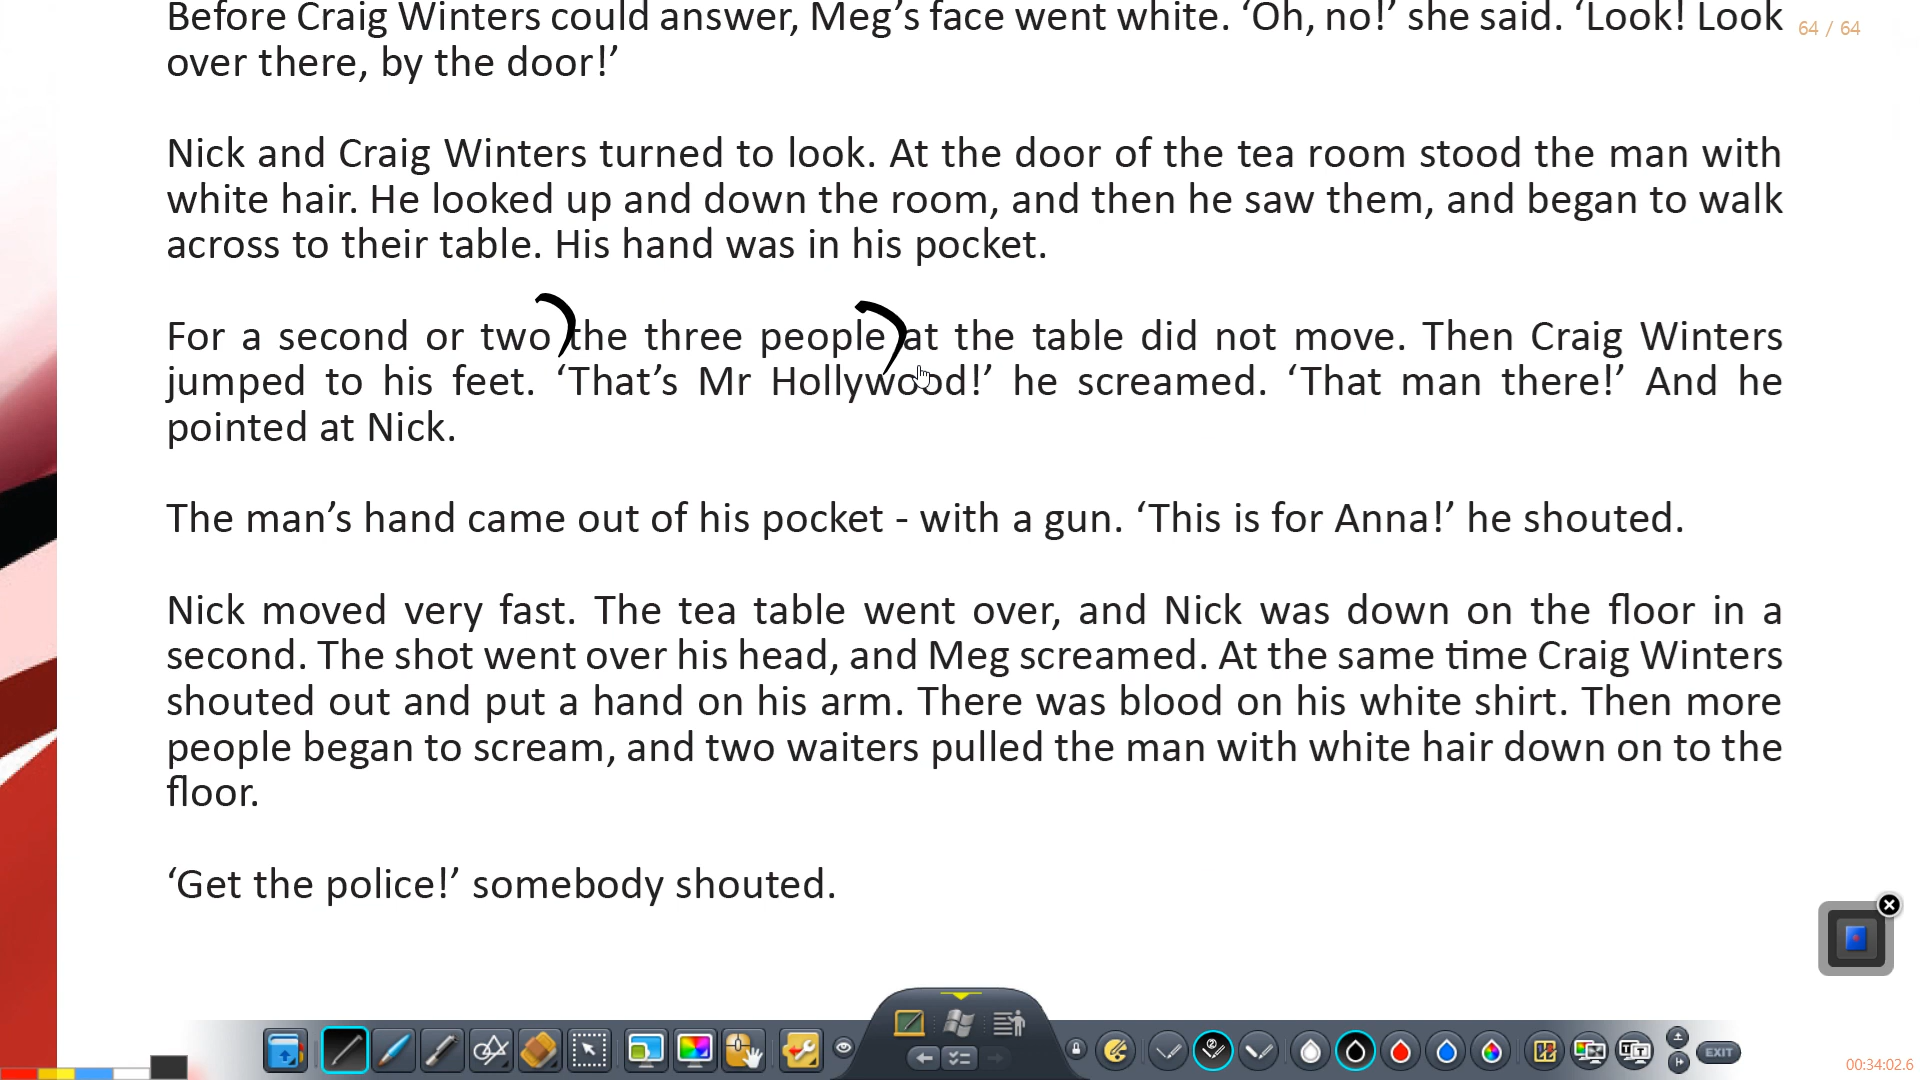 Before Craig Winters could answer, Meg’s face went white. ‘Oh, no!’ she said. ‘Look! Look
64 / 64
over there, by the door!’
Nick and Craig Winters turned to look. At the door of the tea room stood the man with
white hair. He looked up and down the room, and then he saw them, and began to walk
across to their table. His hand was in his pocket.
For a second or two the three people at the table did not move. Then Craig Winters
jumped to his feet. ‘That’s Mr Hollywood!’ he screamed. ‘That man there!’ And he
pointed at Nick.
The man’s hand came out of his pocket - with a gun. ‘This is for Anna!’ he shouted.
Nick moved very fast. The tea table went over, and Nick was down on the floor in a
second. The shot went over his head, and Meg screamed. At the same time Craig Winters
shouted out and put a hand on his arm. There was blood on his white shirt. Then more
people began to scream, and two waiters pulled the man with white hair down on to the
floor.
‘Get the police!’ somebody shouted.
EXIT
00:34:02.6